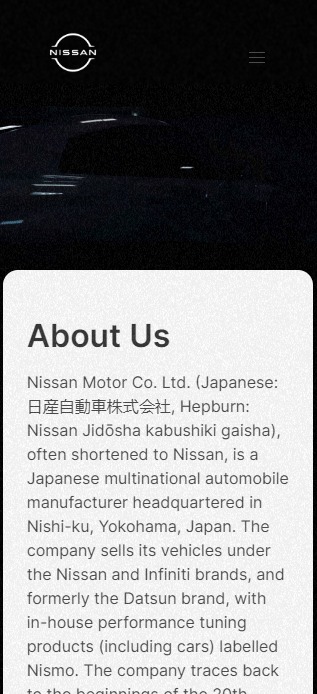 NISSAN
About Us
Nissan Motor Co. Ltd. (Japanese:
日産自動車株式会社, Hepburn:
Nissan Jidōsha kabushiki gaisha),
often shortened to Nissan, is a
Japanese multinational automobile
manufacturer headquartered in
Nishi-ku, Yokohama, Japan. The
company sells its vehicles under
the Nissan and Infiniti brands, and
formerly the Datsun brand, with
in-house performance tuning
products (including cars) labelled
Nismo. The company traces back
to the beginnings of the 20th